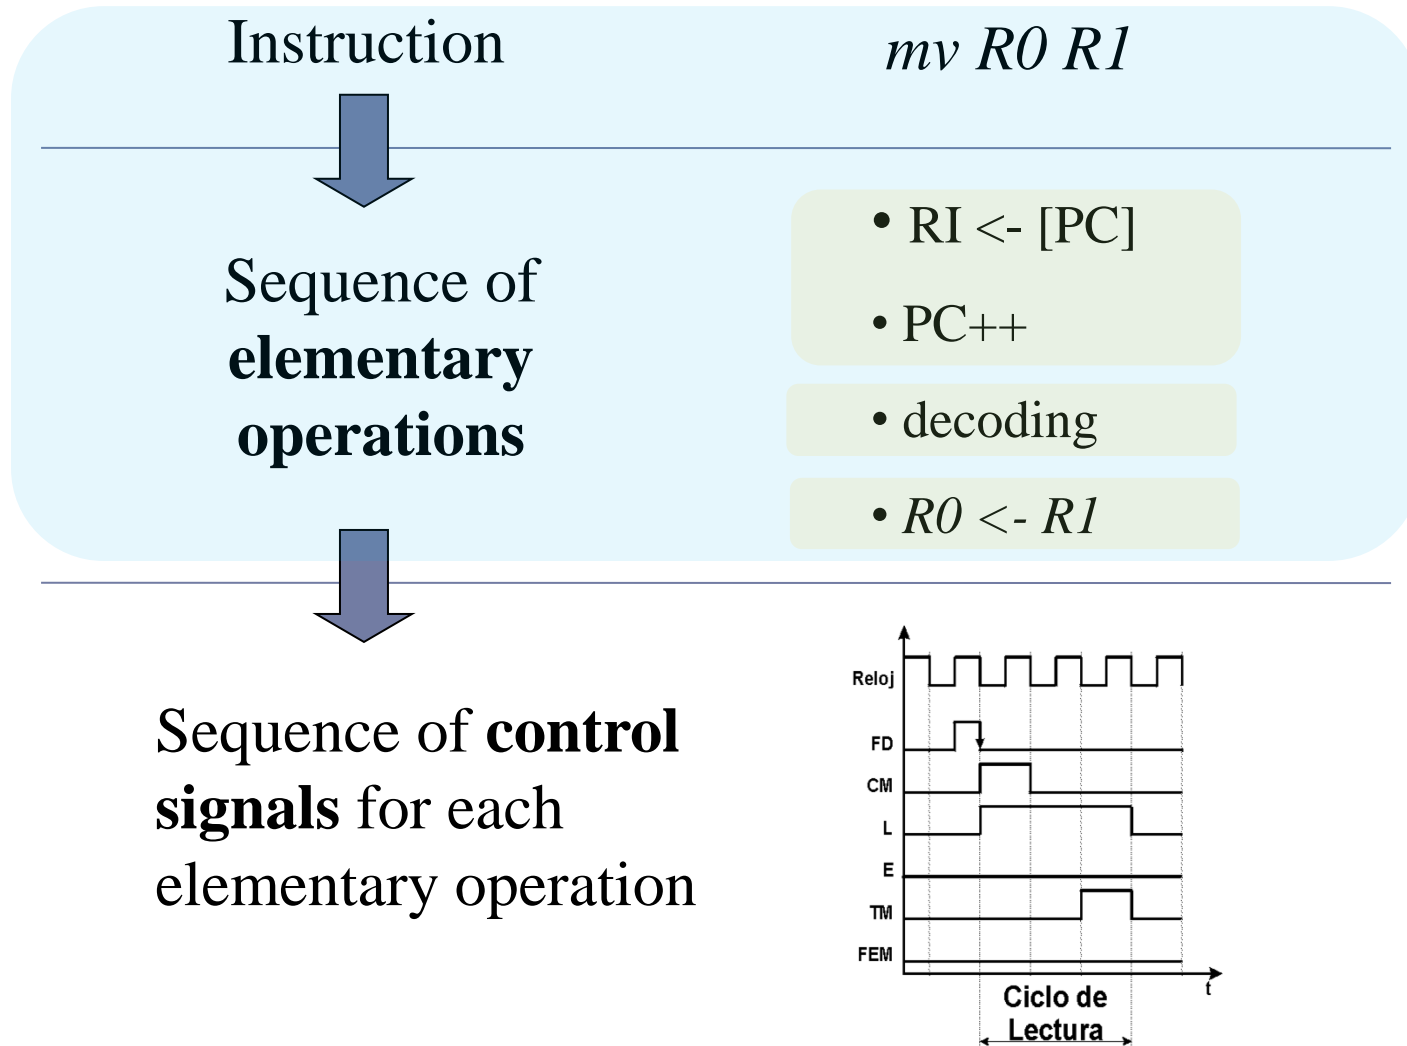 Instruction
mv R0 R1
Sequence of
elementary
operations
• RI <- [PC]
• PC++
• decoding
• R0 <- R1
Sequence of control
signals for each
elementary operation
Reloj
FD
CM
L
E
TM
FEM
t
Ciclo de
Lectura